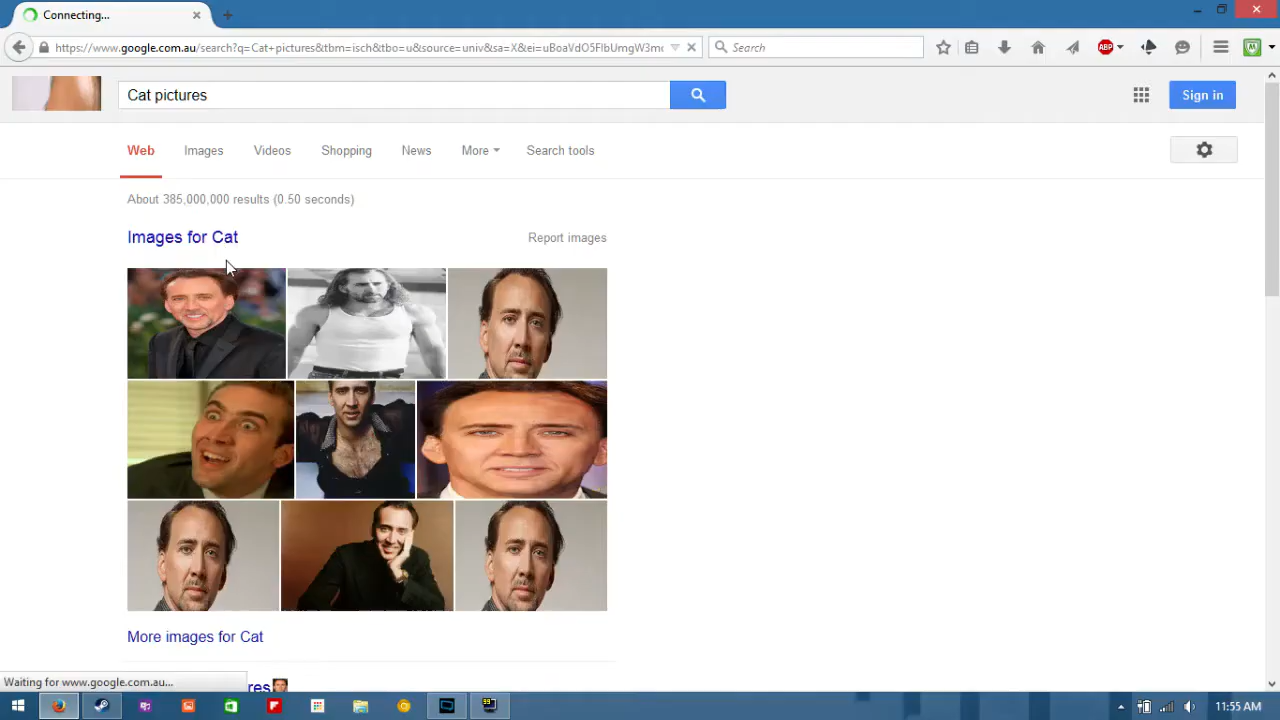 Connecting...
https://www.google.com.au/search?q=Cat+pictures&tbm=isch&tbo=u&source=univ&sa=X&ei=uBoaVdO5FIbUmgW3m
Search
ABP
Cat pictures
Sign in
Web Images Videos Shopping News More Search tools
About 385,000,000 results (0.50 seconds)
Images for Cat
Report images
More images for Cat
res
Waiting for www.google.com.au...
11:55 AM